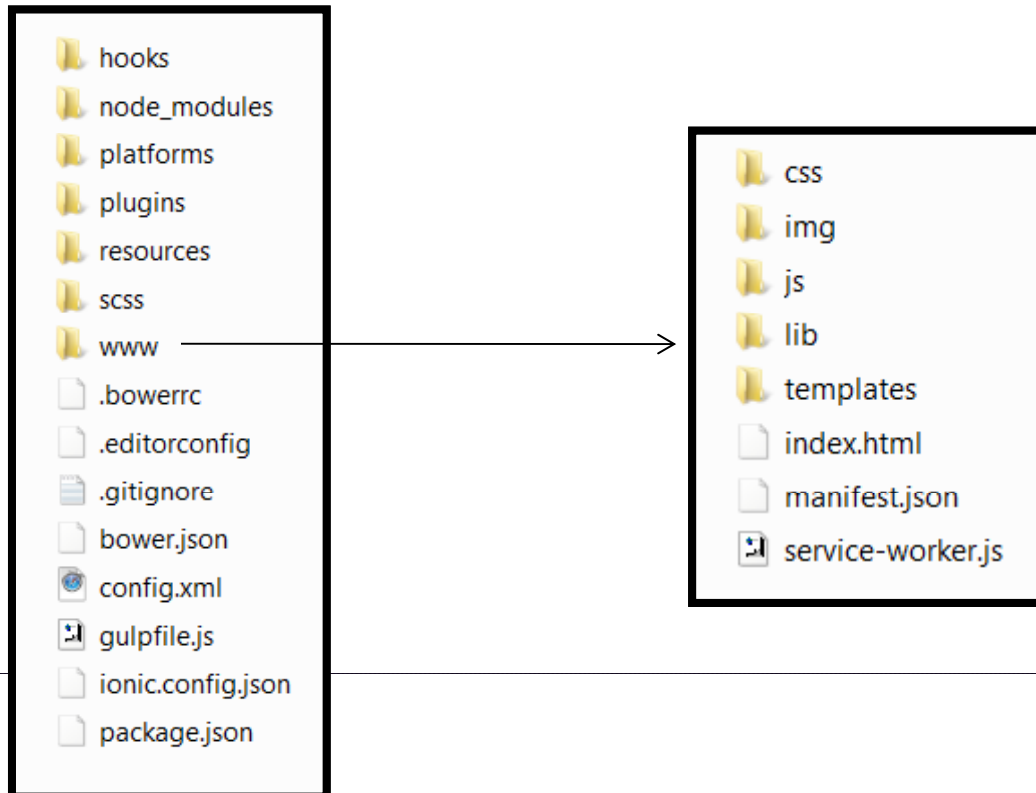 hooks
node_modules
platforms
plugins
resources
scss
www
.bowerrc
.editorconfig
.gitignore
bower.json
config.xml
gulpfile.js
ionic.config.json
package.json
css
img
js
lib
templates
index.html
manifest.json
service-worker.js